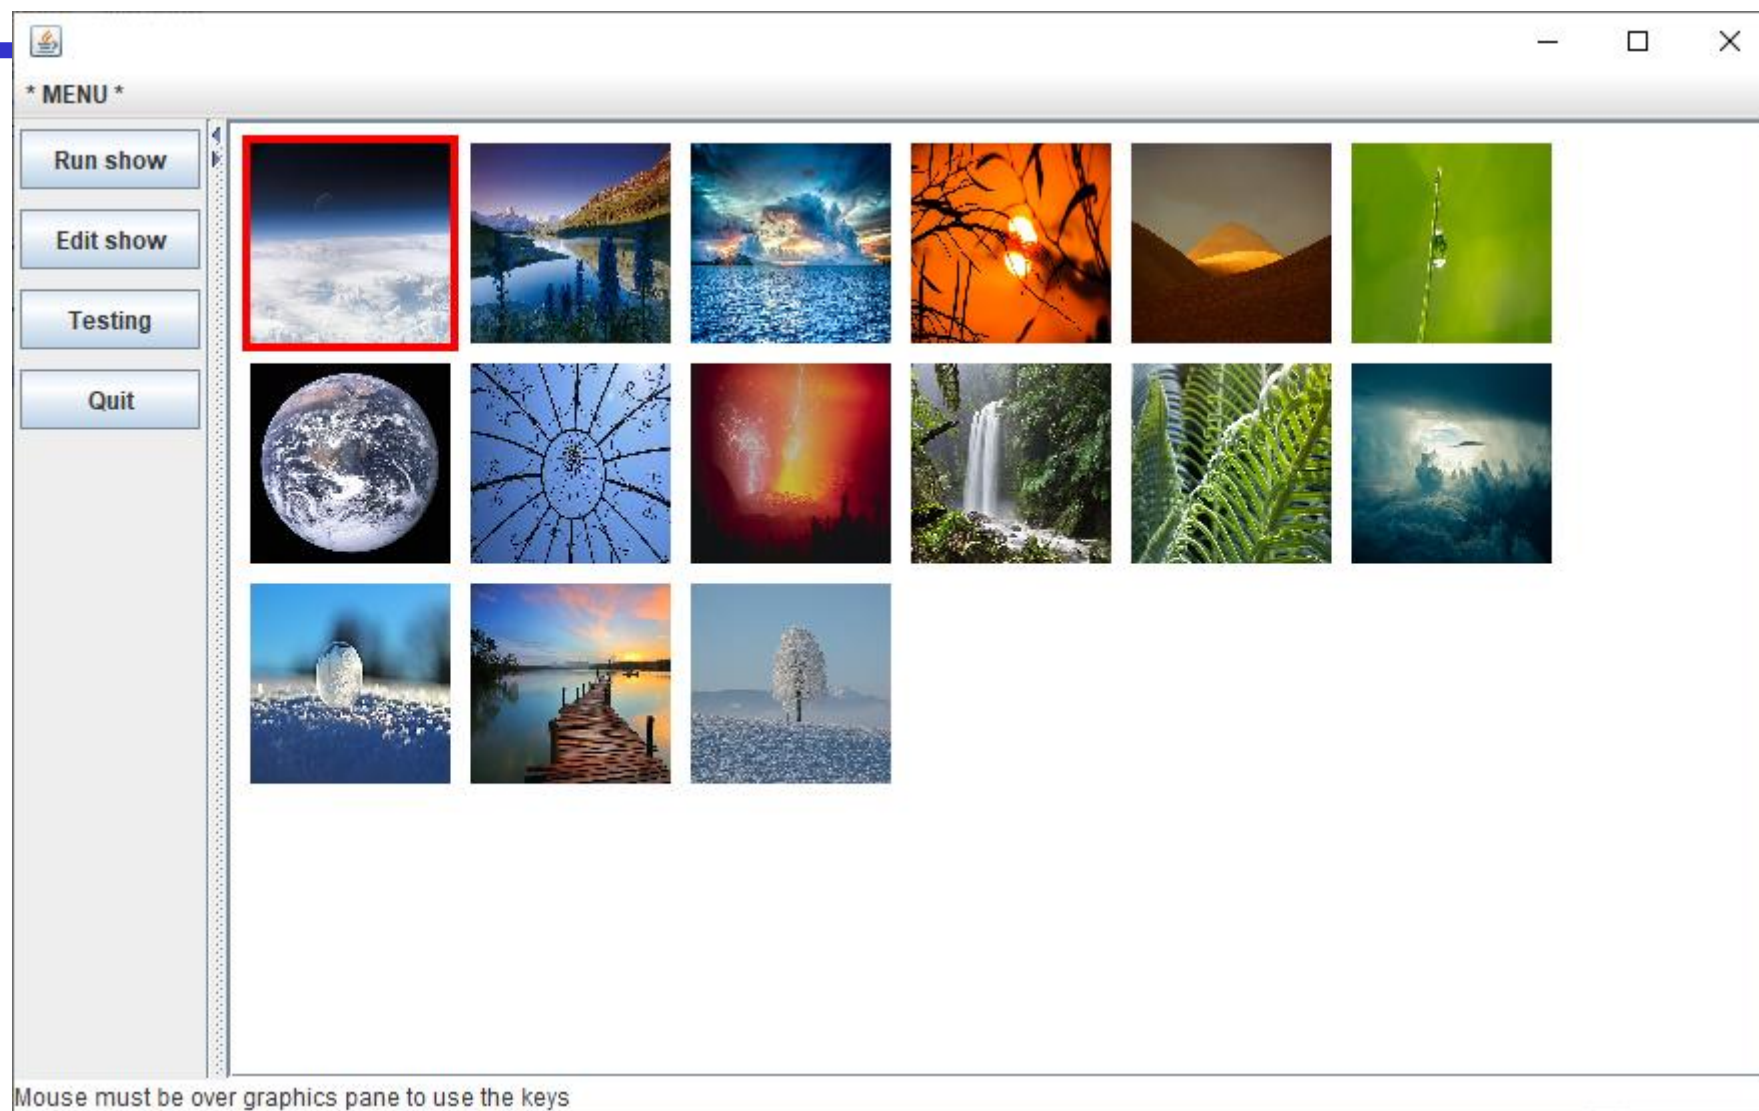 * MENU *
Run show
Edit show
Testing
Quit
Mouse must be over graphics pane to use the keys